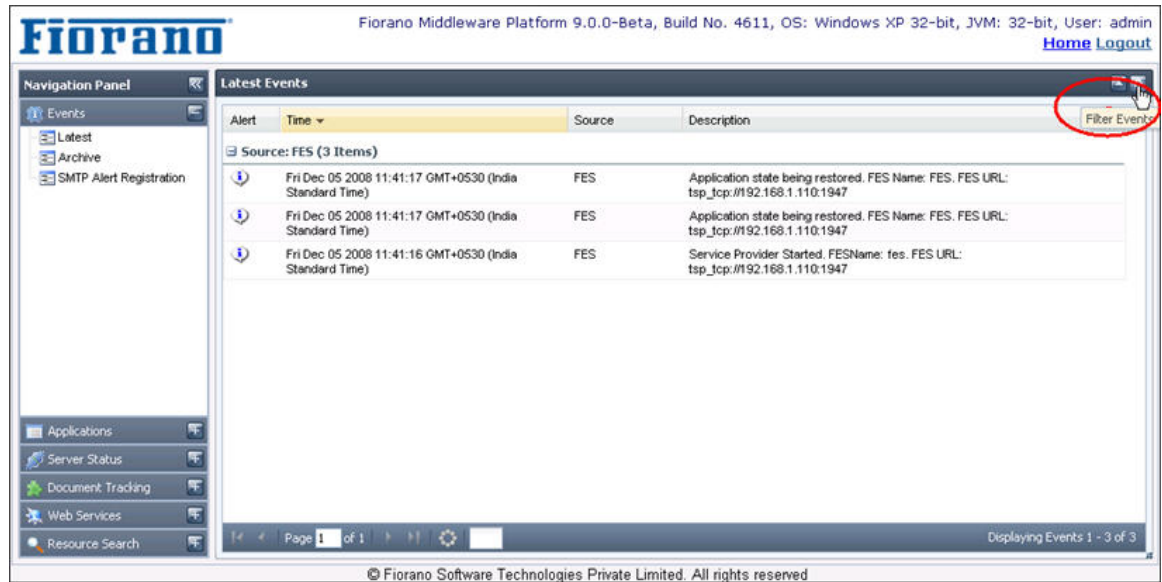 Fiorano
Fiorano Middleware Platform 9.0.0-Beta, Build No. 4611, OS: Windows XP 32-bit, JVM: 32-bit, User: admin
Home Logout
Navigation Panel
Events
Latest
Archive
SMTP Alert Registration
Applications
Server Status
Document Tracking
Web Services
Resource Search
Latest Events
Filter Events
Alert Time Source Description
Source: FES (3 Items)
Fri Dec 05 2008 11:41:17 GMT+0530 (India FES Application state being restored. FES Name: FES. FES URL:
Standard Time) tsp_tcp://192.168.1.110:1947
Fri Dec 05 2008 11:41:17 GMT+0530 (India FES Application state being restored. FES Name: FES. FES URL:
Standard Time) tsp_tcp://192.168.1.110:1947
Fri Dec 05 2008 11:41:16 GMT+0530 (India FES Service Provider Started. FESName: fes. FES URL:
Standard Time) tsp_tcp://192.168.1.110:1947
Page 1 of 1 Displaying Events 1 - 3 of 3
© Fiorano Software Technologies Private Limited. All rights reserved